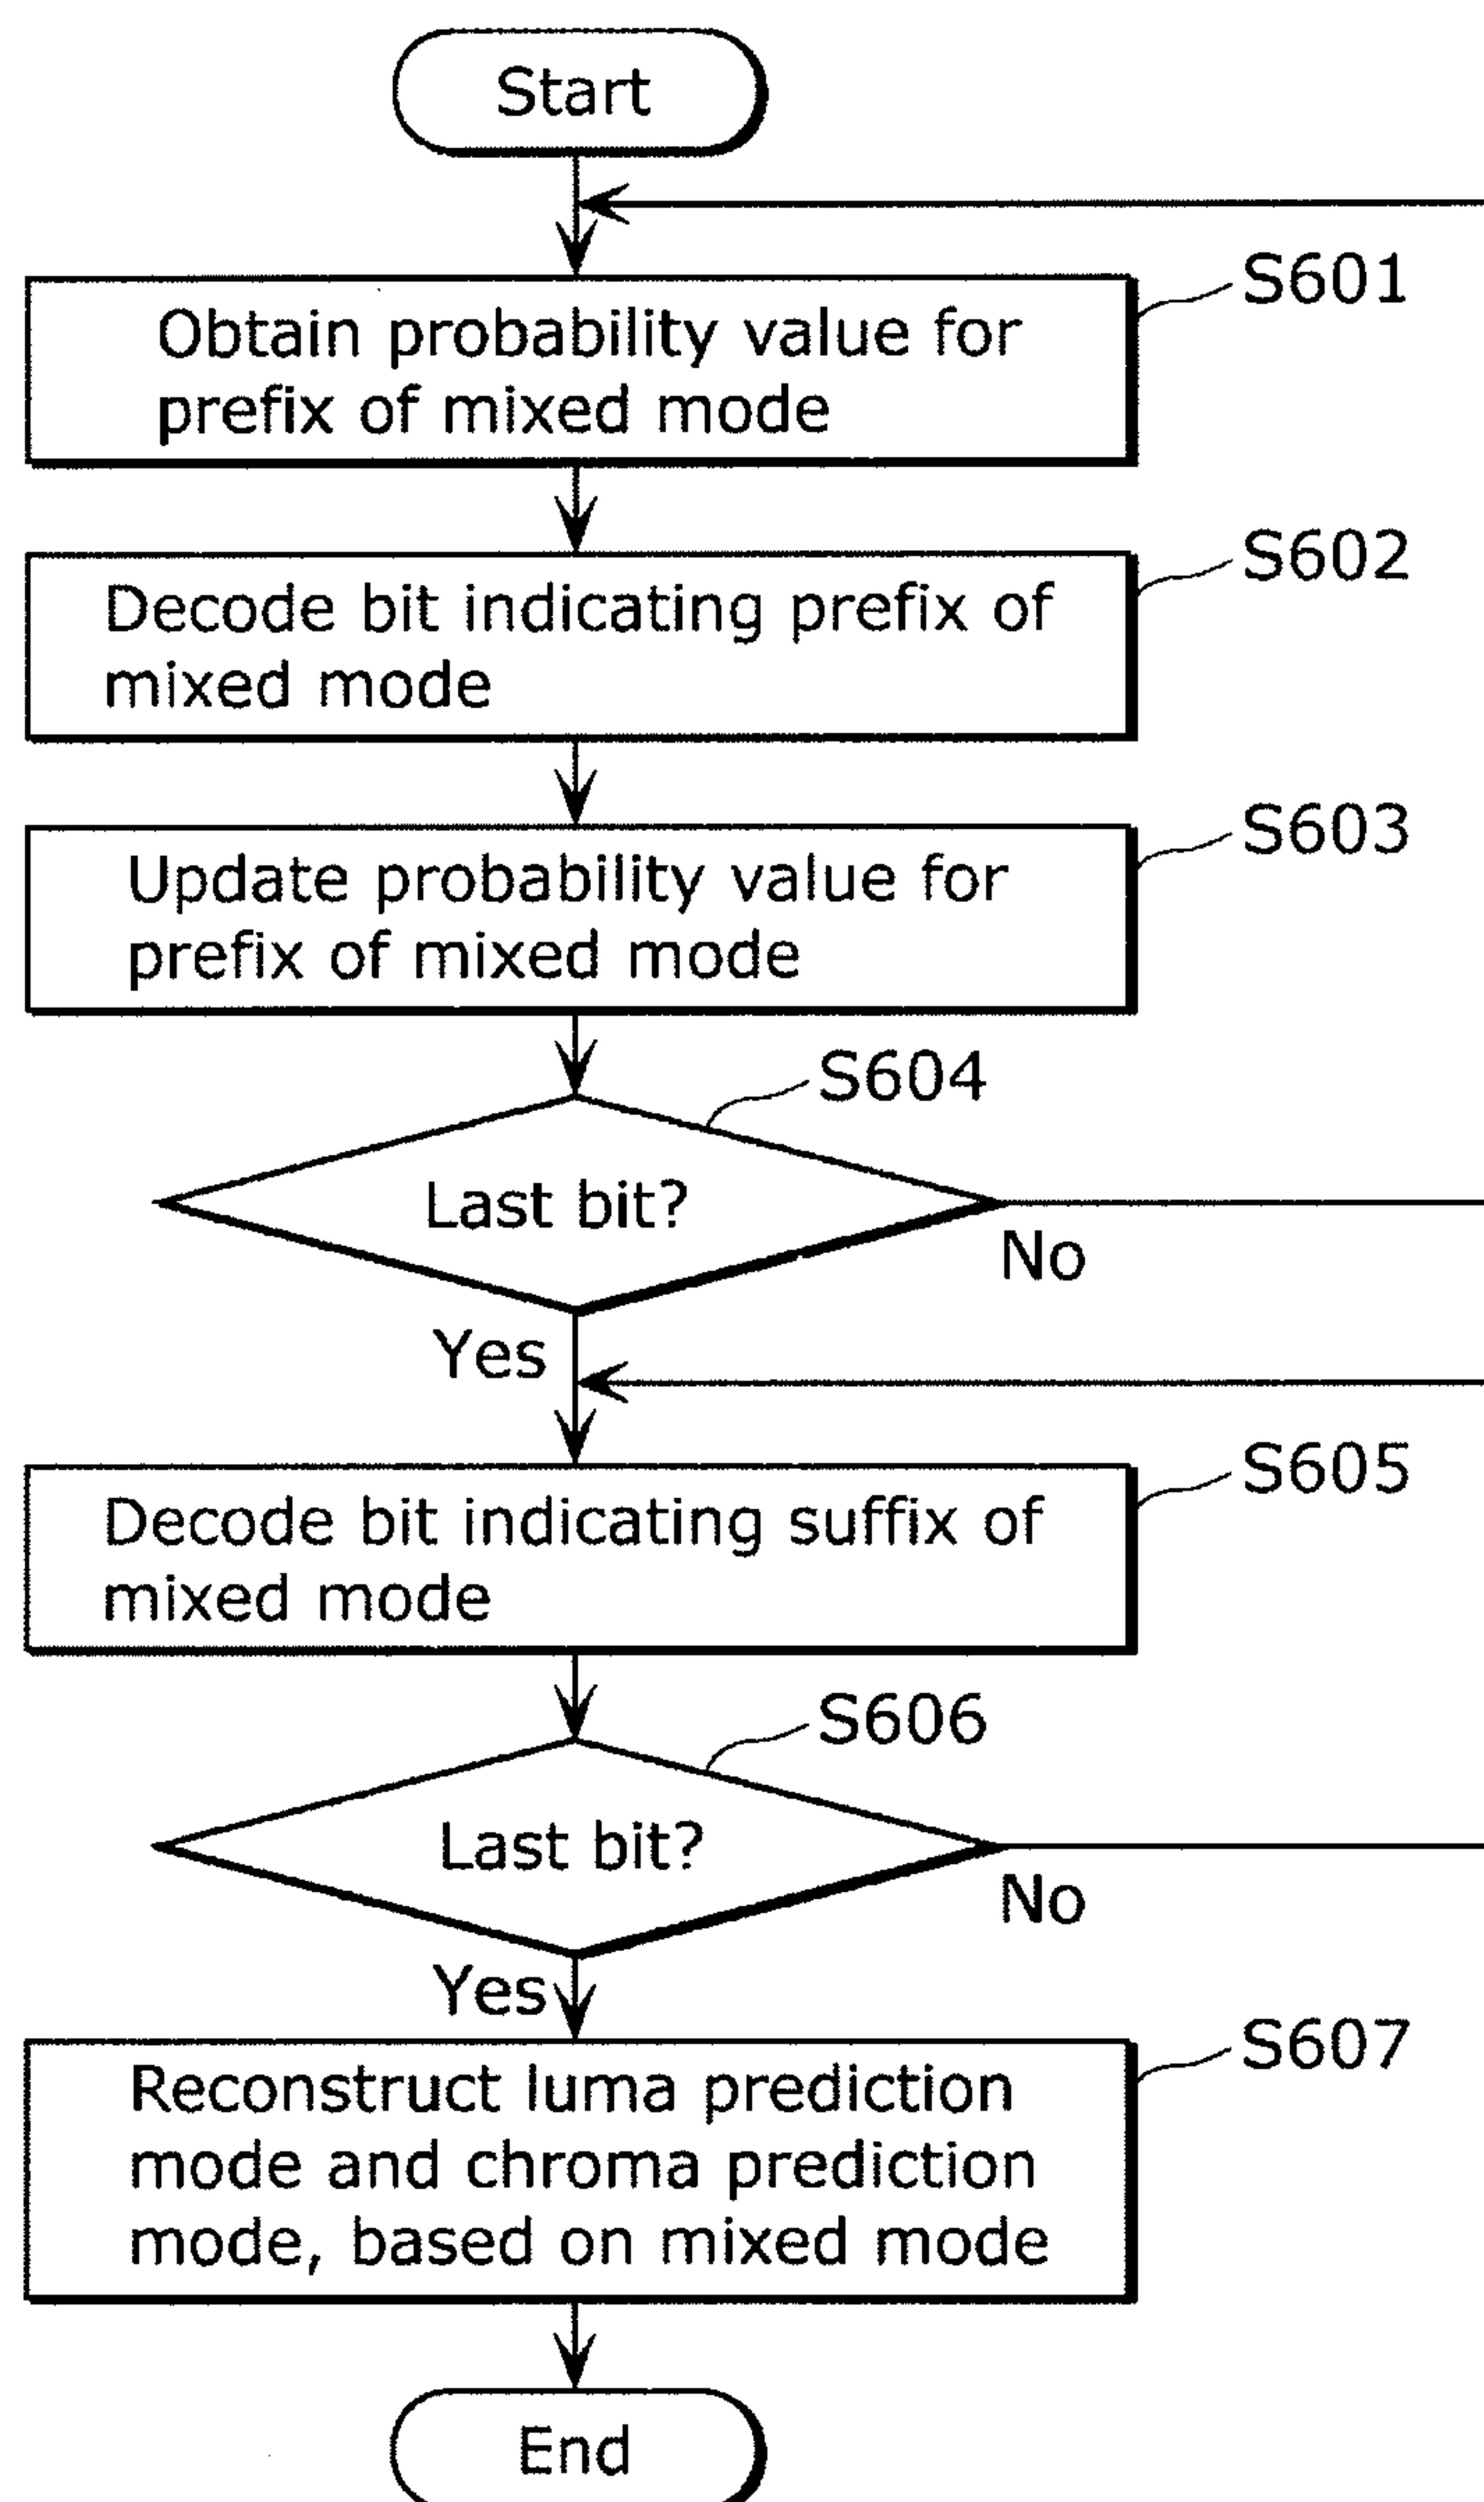 Start
S601
Obtain probability value for
prefix of mixed mode
S602
Decode bit indicating prefix of
mixed mode
S603
Update probability value for
prefix of mixed mode
S604
Last bit?
No
Yes
S605
Decode bit indicating suffix of
mixed mode
S606
Last bit?
No
Yes
S607
Reconstruct luma prediction
mode and chroma prediction
mode, based on mixed mode
End